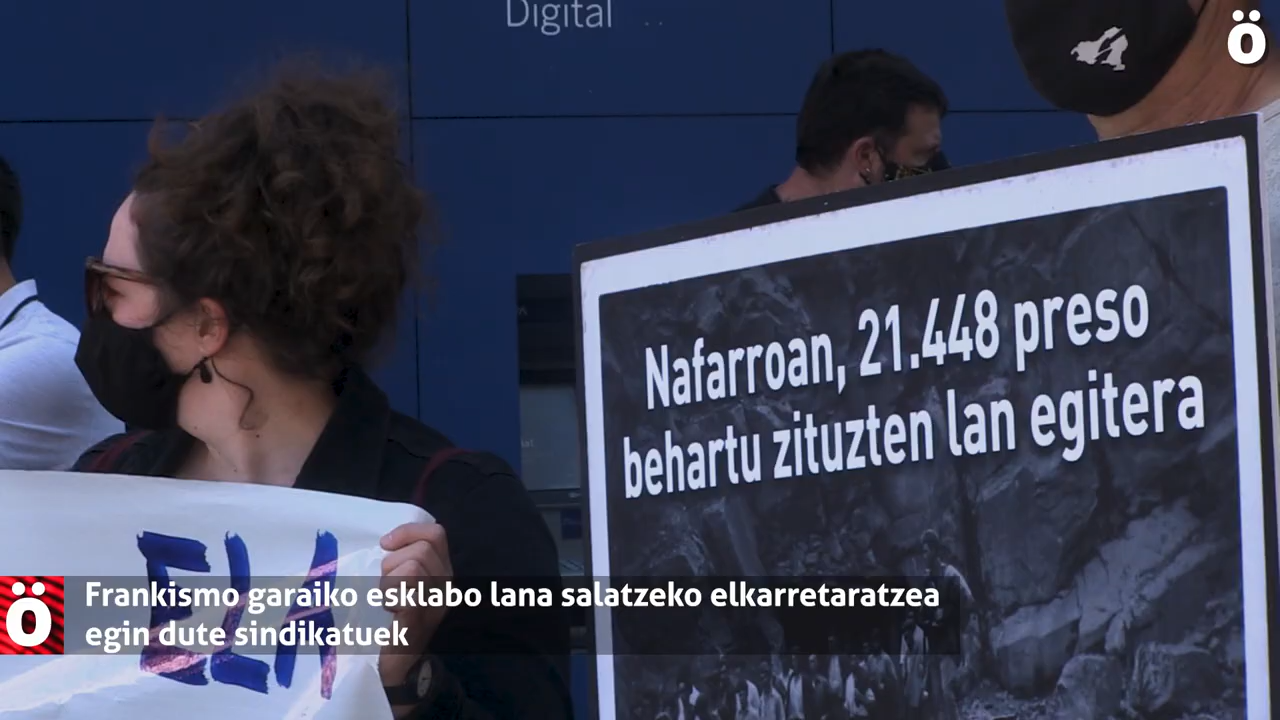 Digital
ö
Nafarroan, 21.448 preso
behartu zituzten lan egitera
ELA
ö
Frankismo garaiko esklabo lana salatzeko elkarretaratzea
egin dute sindikatuek